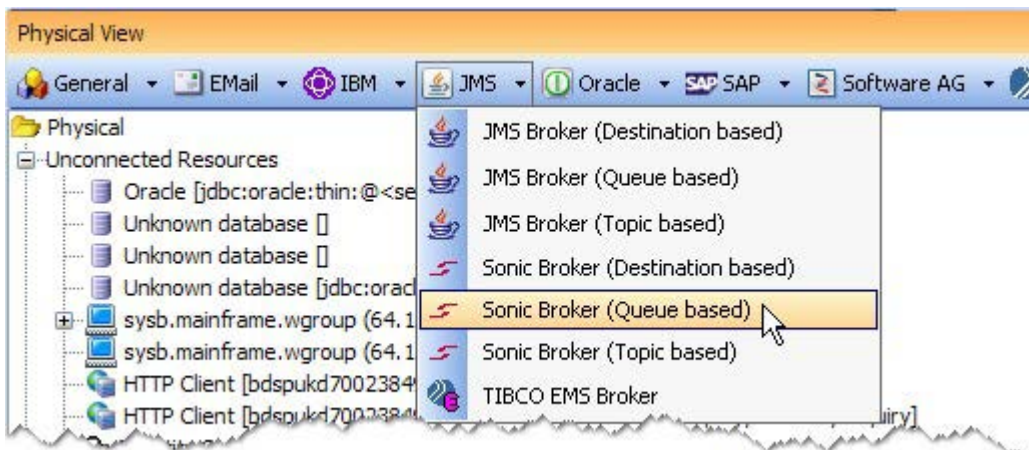 Physical View
General EMail IBM JMS Oracle SAP Software AG
Physical
Unconnected Resources
Oracle [jdbc:oracle:thin:@<se
Unknown database []
Unknown database []
Unknown database [jdbc:oracl
sysb.mainframe.wgroup (64.1
sysb.mainframe.wgroup (64.1
HTTP Client [bdspukd70023849
HTTP Client [bdspukd70023849
JMS Broker (Destination based)
JMS Broker (Queue based)
JMS Broker (Topic based)
Sonic Broker (Destination based)
Sonic Broker (Queue based)
Sonic Broker (Topic based)
TIBCO EMS Broker